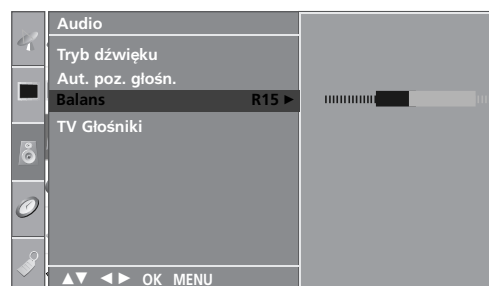 Audio
Tryb dźwięku
Aut. poz. głośn.
Balans R15 ►
TV Głośniki
▲▼ ◄► OK MENU